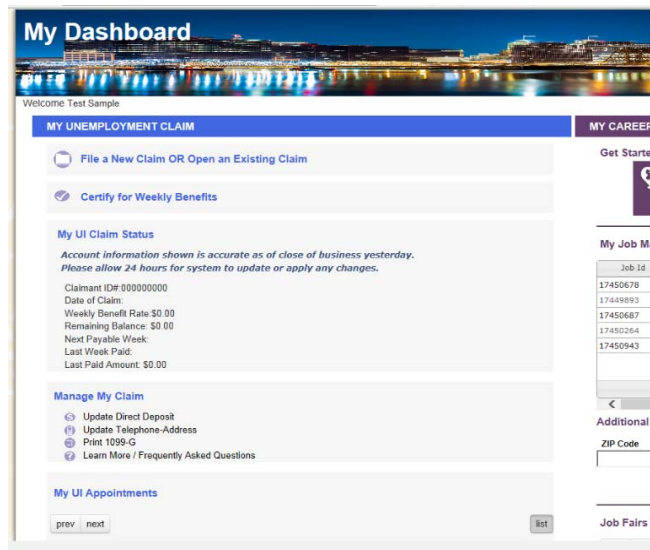 My Dashboard
Welcome Test Sample
MY UNEMPLOYMENT CLAIM
File a New Claim OR Open an Existing Claim
Certify for Weekly Benefits
My UI Claim Status
Account information shown is accurate as of close of business yesterday.
Please allow 24 hours for system to update or apply any changes.
Claimant ID#:000000000
Date of Claim:
Weekly Benefit Rate:$0.00
Remaining Balance: $0.00
Next Payable Week:
Last Week Paid:
Last Paid Amount: $0.00
Manage My Claim
Update Direct Deposit
Update Telephone-Address
Print 1099-G
Learn More / Frequently Asked Questions
My UI Appointments
prev next
list
MY CAREER
Get Starte
My Job M
Job Id
17450678
17449893
17450687
17450264
17450943
Additional
ZIP Code
Job Fairs